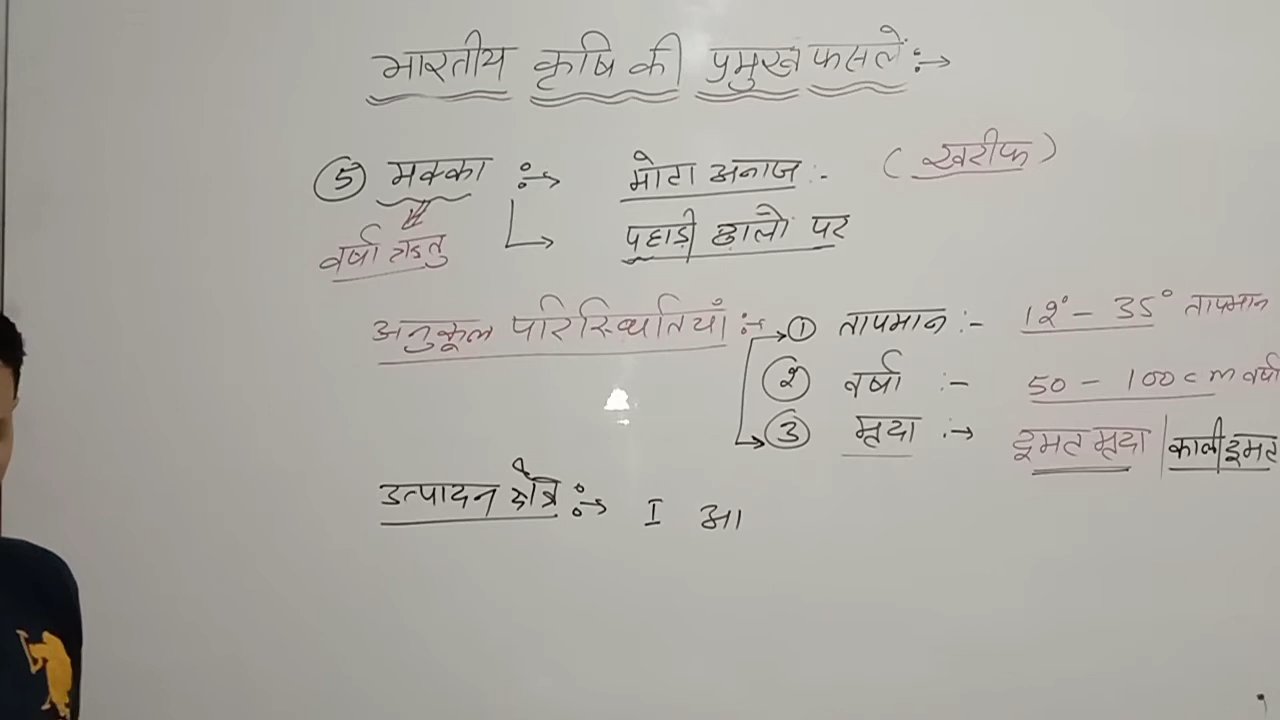 भारतीय कृषि की प्रमुख फसलें :→
⑤ मक्का :→ मोटा अनाज :- (खरीफ)
वर्षा ऋतु → पहाड़ी ढालों पर
अनुकूल परिस्थितियाँ :→ ① तापमान :- 12° - 35° तापमान
② वर्षा :- 50 - 100 cm वर्षा
③ मृदा :→ दूमट मृदा | काली दूमट
उत्पादन क्षेत्र :→ I आ